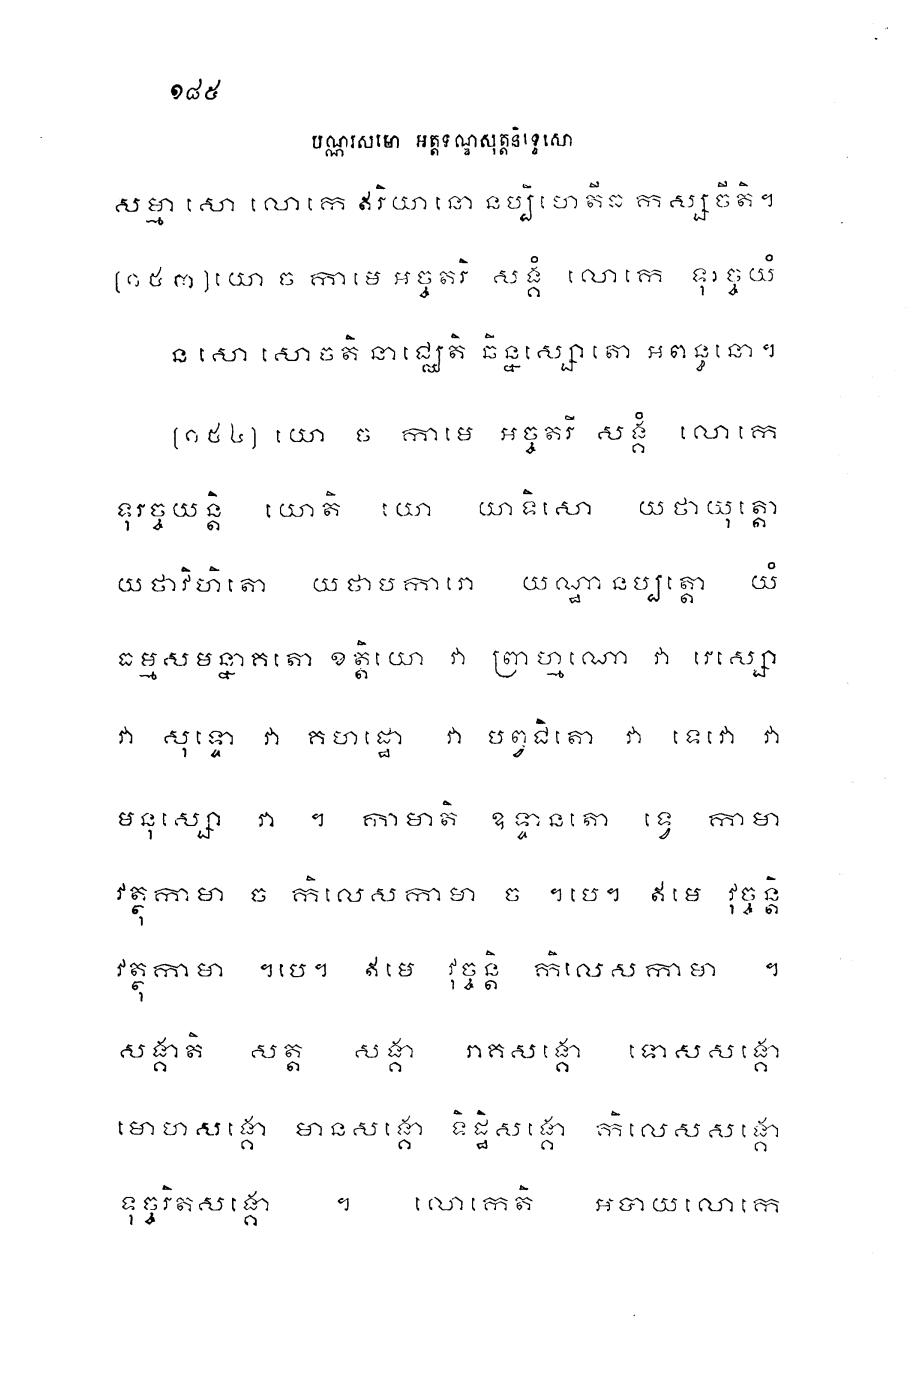 ១៨៥
បណ្ណរសមោ អត្តទណ្ឌសុត្តនិទ្ទេសោ
សម្មា សោ លោកេ ឥរិយានោ នប្បិហេតីធ កស្សចីតិ។
[១៥៣] យោ ច កាមេ អច្ចតរិ សង្គំ លោកេ ទុរច្ចយំ
ន សោ សោចតិ នាជ្ឈេតិ ឆិន្នសោ្សតោ អពន្ធនោ។
[១៥៤] យោ ច កាមេ អច្ចតរិ សង្គំ លោកេ
ទុរច្ចយន្តិ យោតិ យោ យាទិសោ យថាយុត្តោ
យថាវិហិតោ យថាបការោ យណ្ឋានប្បត្តោ យំ
ធម្មសមន្នាគតោ ខត្តិយោ វា ព្រាហ្មណោ វា វេស្សោ
វា សុទ្ទោ វា គហដ្ឋោ វា បព្វជិតោ វា ទេវោ វា
មនុស្សោ វា ។ កាមាតិ ឧទ្ទានតោ ទ្វេ កាមា
វត្ថុកាមា ច កិលេសកាមា ច ។បេ។ ឥមេ វុច្ចន្តិ
វត្ថុកាមា ។បេ។ ឥមេ វុច្ចន្តិ កិលេសកាមា ។
សង្គាតិ សត្ត សង្គា រាគសង្គោ ទោសសង្គោ
មោហសង្គោ មានសង្គោ ទិដ្ឋិសង្គោ កិលេសសង្គោ
ទុច្ចរិតសង្គោ ។ លោកេតិ អបាយលោកេ